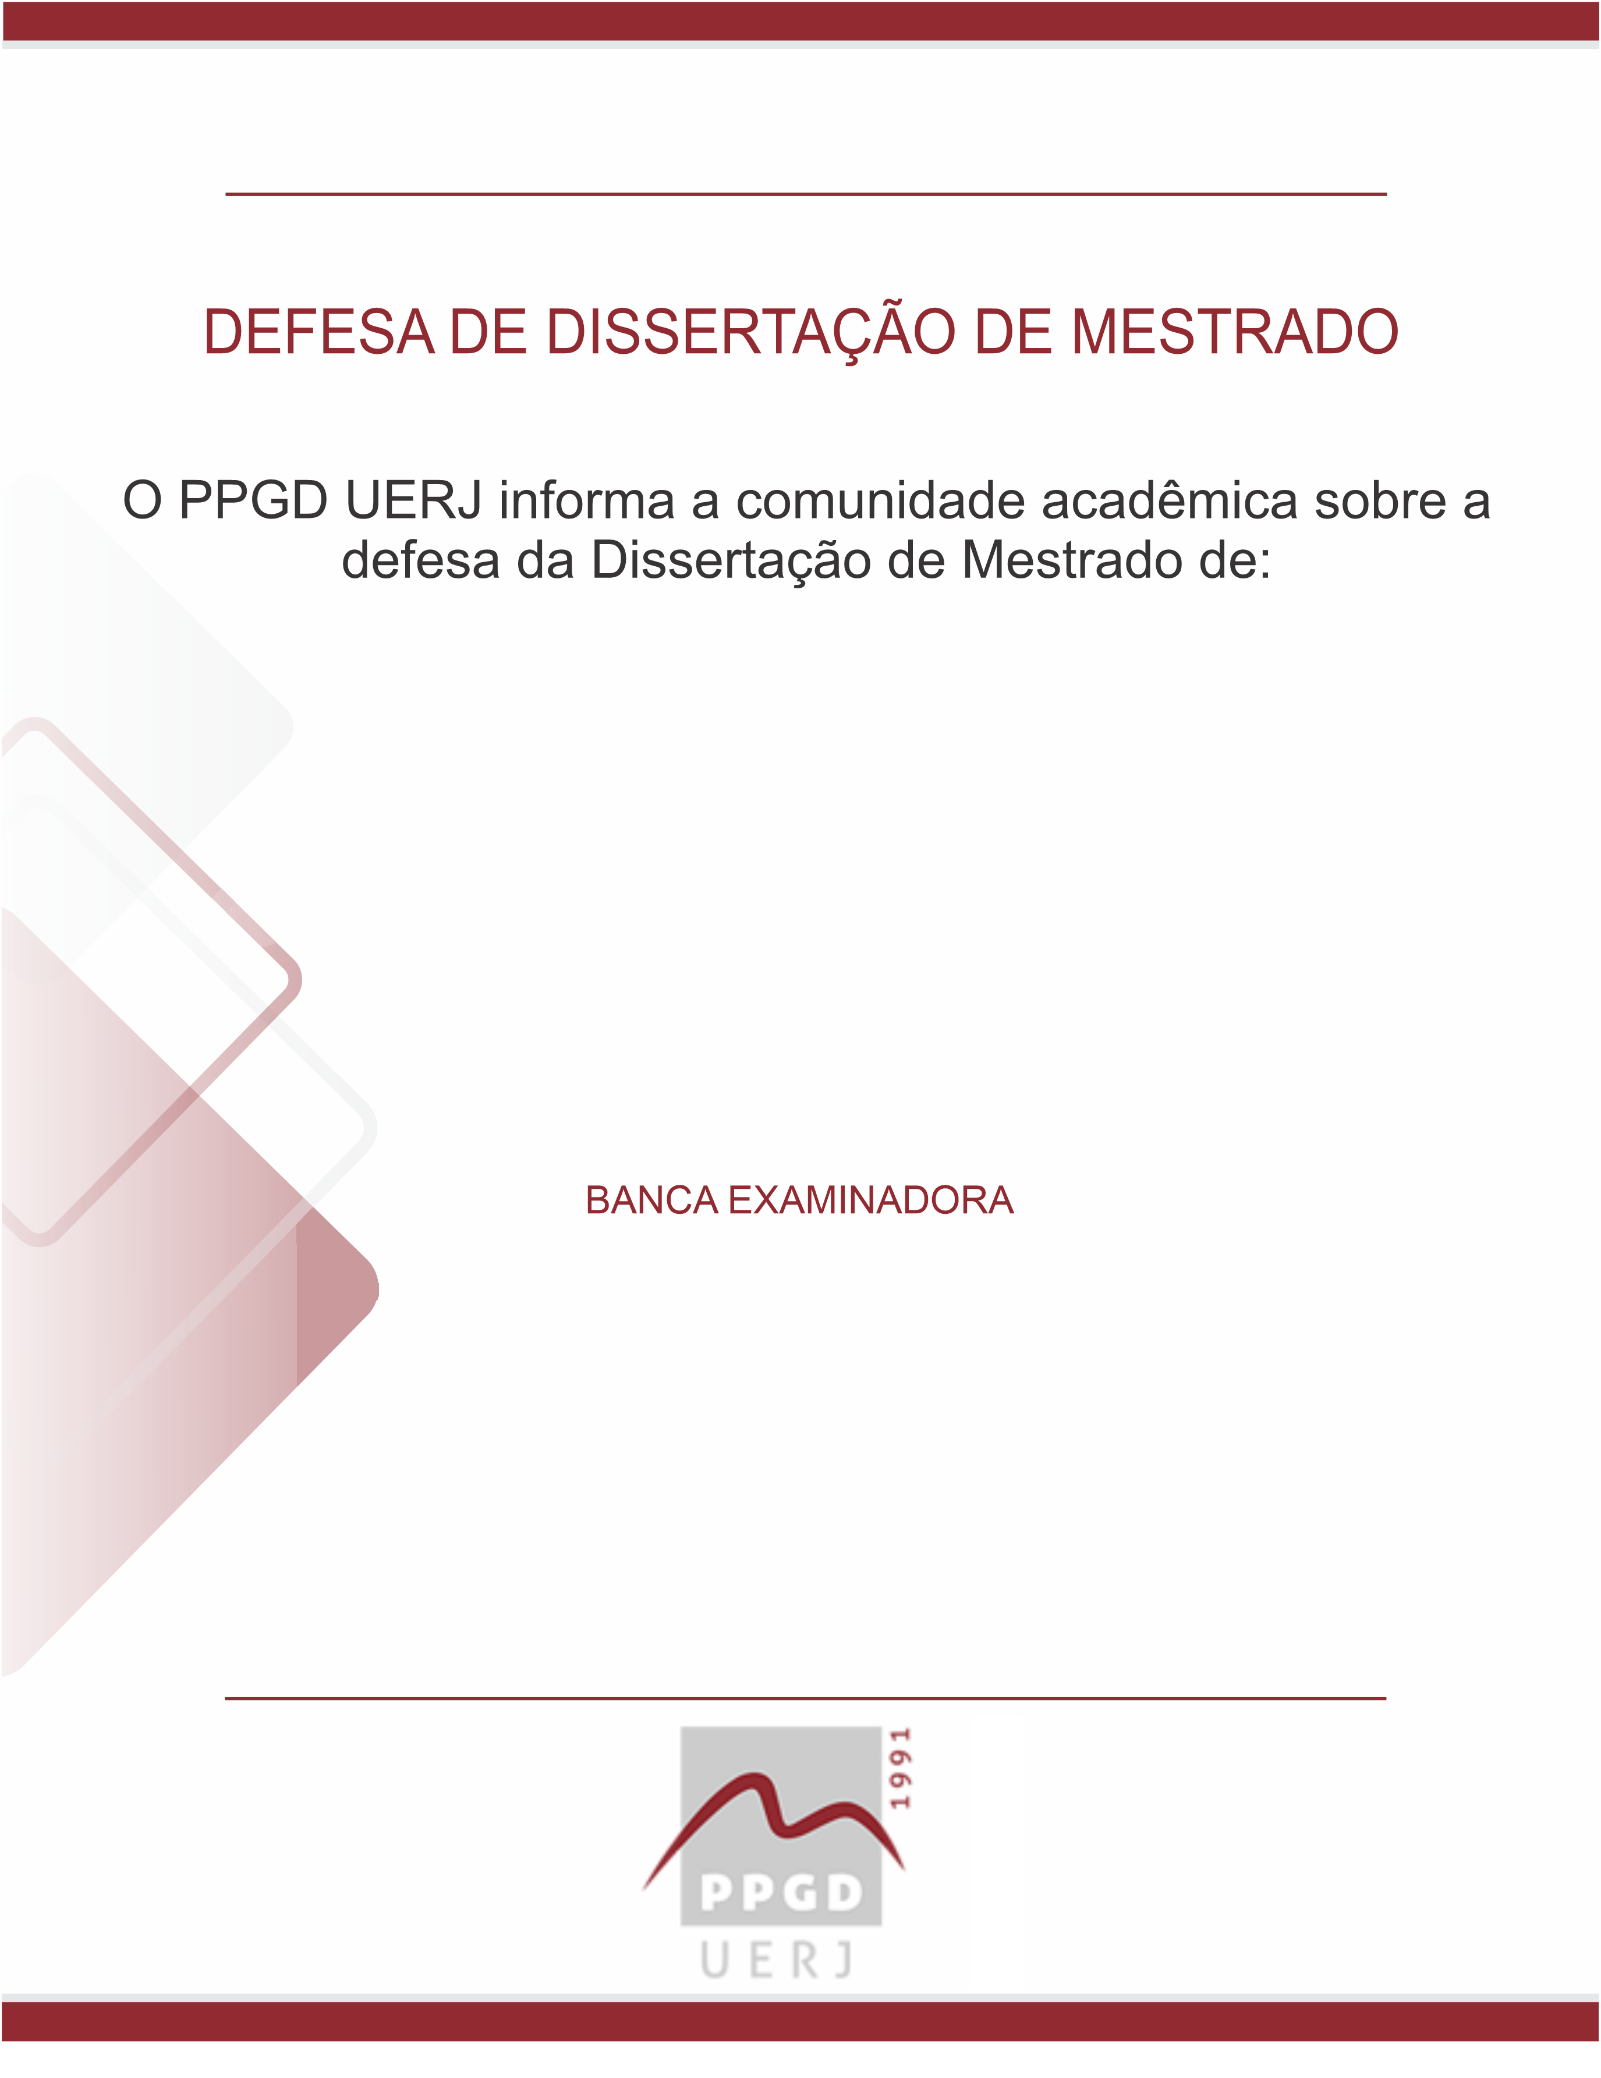 DEFESA DE DISSERTAÇÃO DE MESTRADO
O PPGD UERJ informa a comunidade acadêmica sobre a
defesa da Dissertação de Mestrado de:
BANCA EXAMINADORA
1991
PPGD
UERJ